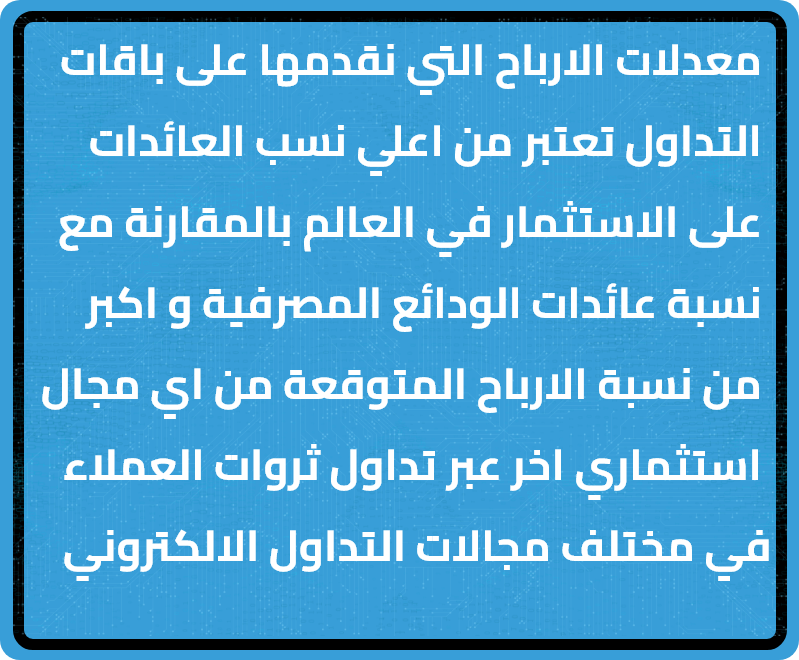 معدلات الارباح التي نقدمها على باقات
التداول تعتبر من اعلي نسب العائدات
على الاستثمار في العالم بالمقارنة مع
نسبة عائدات الودائع المصرفية و اكبر
من نسبة الارباح المتوقعة من اي مجال
استثماري اخر عبر تداول ثروات العملاء
في مختلف مجالات التداول الالكتروني